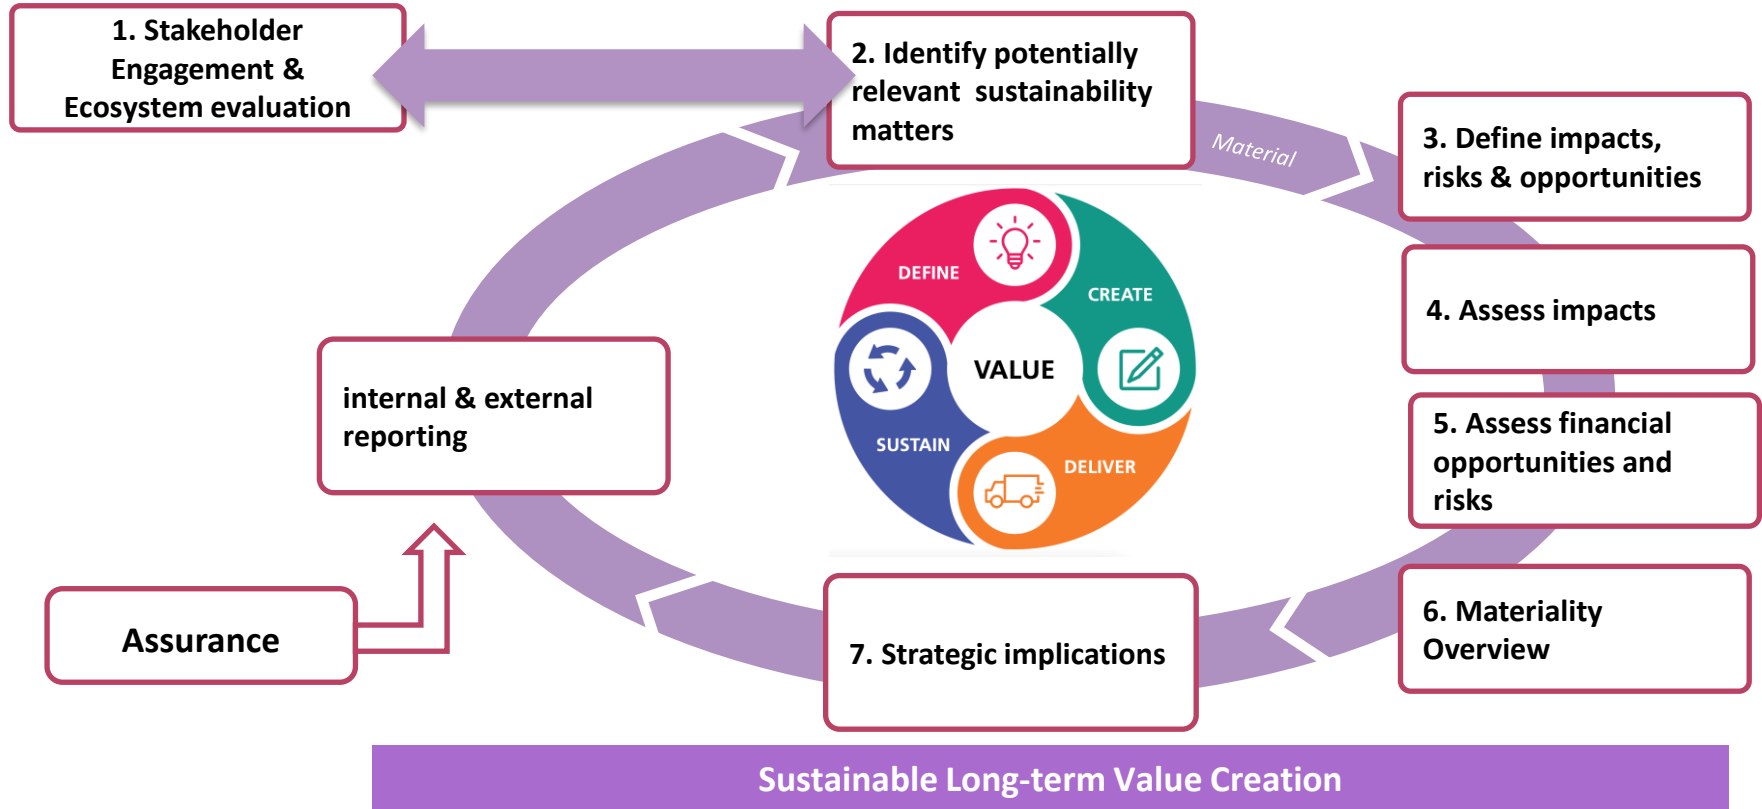 1. Stakeholder
Engagement &
Ecosystem evaluation
2. Identify potentially
relevant sustainability
matters
Material
3. Define impacts,
risks & opportunities
4. Assess impacts
5. Assess financial
opportunities and
risks
6. Materiality
Overview
7. Strategic implications
internal & external
reporting
Assurance
DEFINE
CREATE
VALUE
SUSTAIN
DELIVER
Sustainable Long-term Value Creation